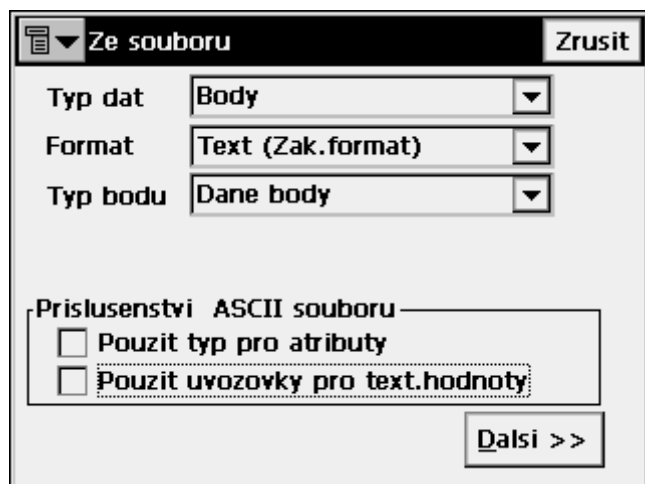 Ze souboru Zrusit
Typ dat Body
Format Text (Zak.format)
Typ bodu Dane body
Prislusenstvi ASCII souboru
Pouzit typ pro atributy
Pouzit uvozovky pro text.hodnoty
Dalsi >>